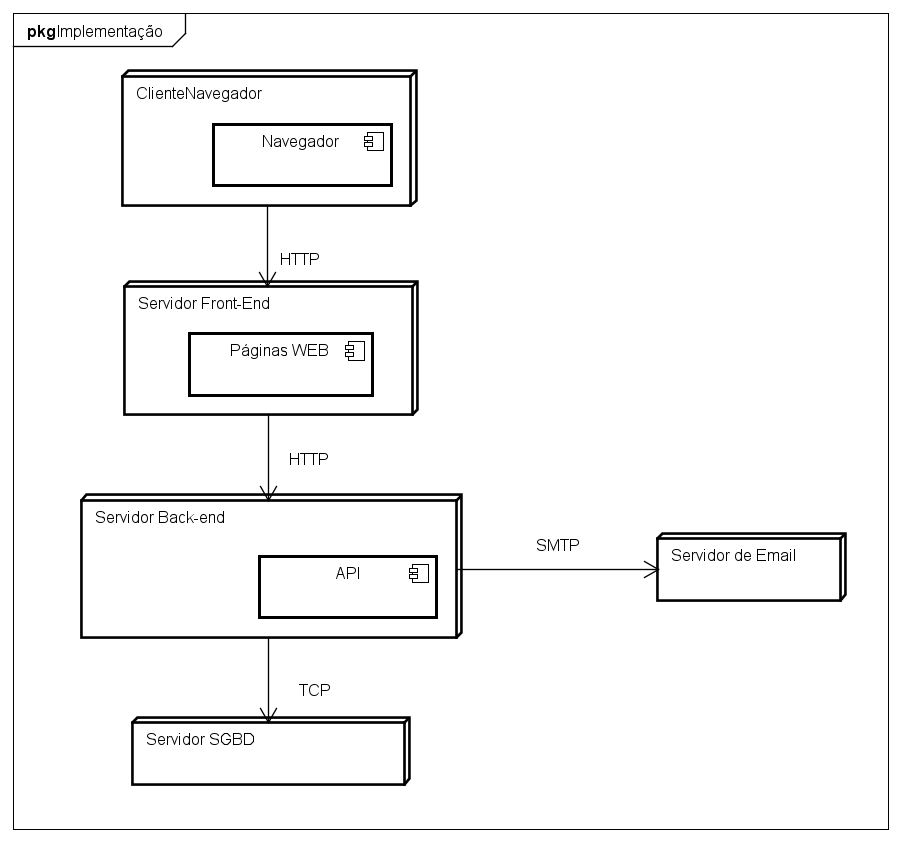 pkgImplementação
ClienteNavegador
Navegador
HTTP
Servidor Front-End
Páginas WEB
HTTP
Servidor Back-end
API
SMTP
Servidor de Email
TCP
Servidor SGBD